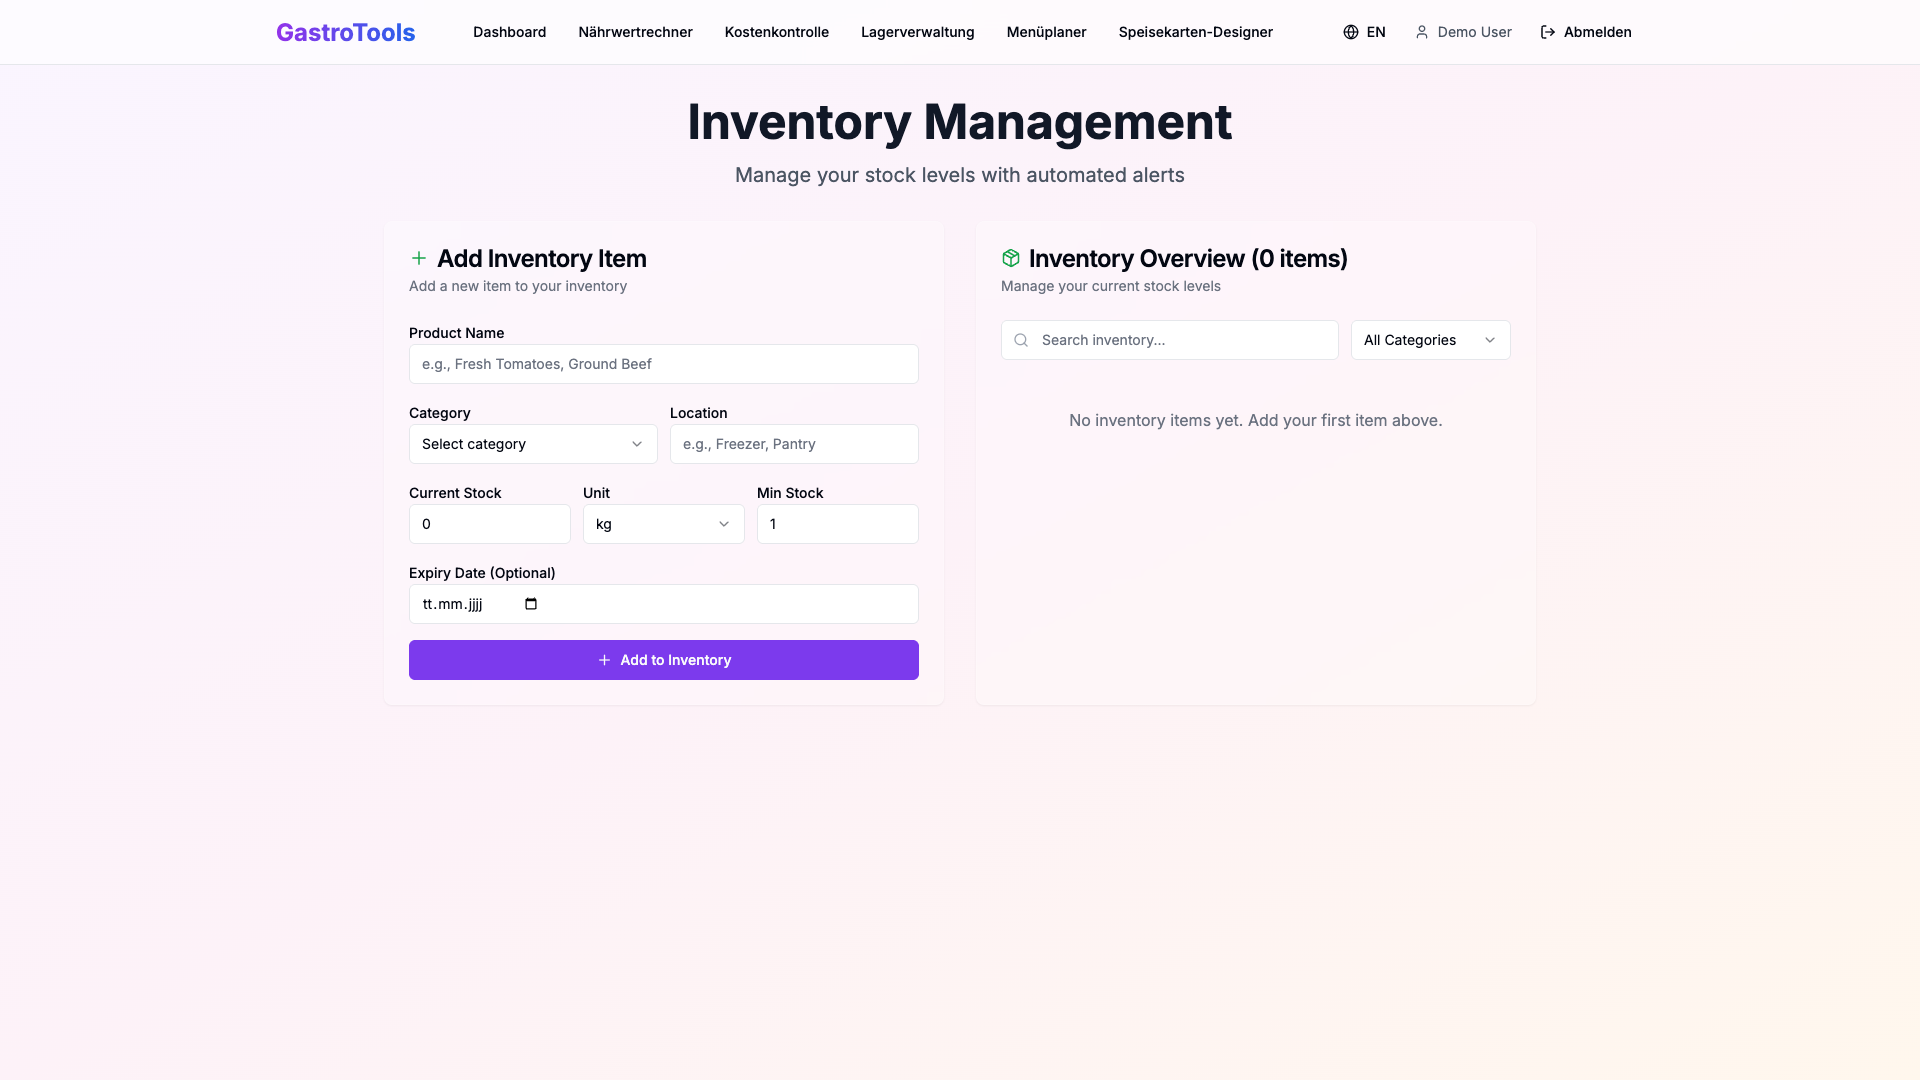 GastroTools
Dashboard
Nährwertrechner
Kostenkontrolle
Lagerverwaltung
Menüplaner
Speisekarten-Designer
EN
Demo User
Abmelden
Inventory Management
Manage your stock levels with automated alerts
Add Inventory Item
Add a new item to your inventory
Product Name
e.g., Fresh Tomatoes, Ground Beef
Category
Location
Select category
e.g., Freezer, Pantry
Current Stock
Unit
Min Stock
0
kg
1
Expiry Date (Optional)
tt.mm.jjjj
Add to Inventory
Inventory Overview (0 items)
Manage your current stock levels
Search inventory...
All Categories
No inventory items yet. Add your first item above.